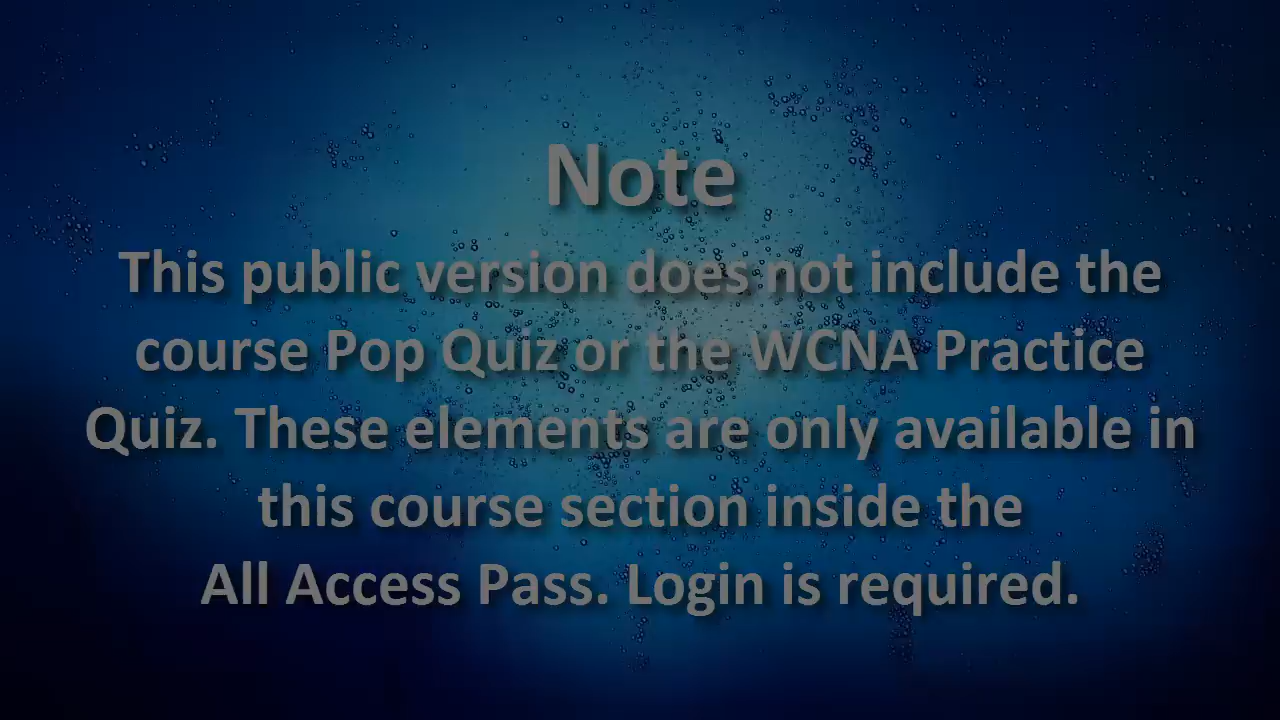 Note
This public version does not include the
course Pop Quiz or the WCNA Practice
Quiz. These elements are only available in
this course section inside the
All Access Pass. Login is required.